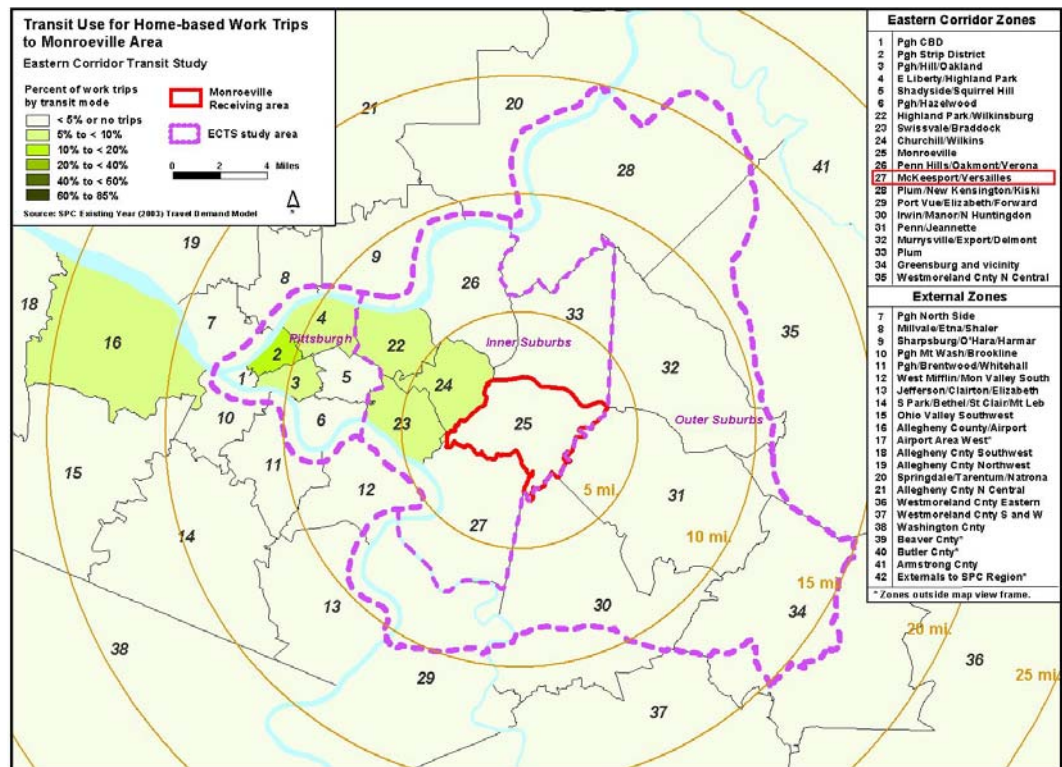 Transit Use for Home-based Work Trips
to Monroeville Area
Eastern Corridor Transit Study
Percent of work trips
by transit mode
< 5% or no trips
5% to < 10%
10% to < 20%
20% to < 40%
40% to < 60%
60% to 85%
Monroeville
Receiving area
ECTS study area
0 2 4 Miles
N
Source: SPC Existing Year (2003) Travel Demand Model
Eastern Corridor Zones
1 Pgh CBD
2 Pgh Strip District
3 Pgh/Hill/Oakland
4 E Liberty/Highland Park
5 Shadyside/Squirrel Hill
6 Pgh/Hazelwood
22 Highland Park/Wilkinsburg
23 Swissvale/Braddock
24 Churchill/Wilkins
25 Monroeville
26 Penn Hills/Oakmont/Verona
27 McKeesport/Versailles
28 Plum/New Kensington/Kiski
29 Port Vue/Elizabeth/Forward
30 Irwin/Manor/N Huntingdon
31 Penn/Jeannette
32 Murrysville/Export/Delmont
33 Plum
34 Greensburg and vicinity
35 Westmoreland Cnty N Central
External Zones
7 Pgh North Side
8 Millvale/Etna/Shaler
9 Sharpsburg/O'Hara/Harmar
10 Pgh Mt Wash/Brookline
11 Pgh/Brentwood/Whitehall
12 West Mifflin/Mon Valley South
13 Jefferson/Clairton/Elizabeth
14 S Park/Bethel/St Clair/Mt Leb
15 Ohio Valley Southwest
16 Allegheny County/Airport
17 Airport Area West*
18 Allegheny Cnty Southwest
19 Allegheny Cnty Northwest
20 Springdale/Tarentum/Natrona
21 Allegheny Cnty N Central
36 Westmoreland Cnty Eastern
37 Westmoreland Cnty S and W
38 Washington Cnty
39 Beaver Cnty*
40 Butler Cnty*
41 Armstrong Cnty
42 Externals to SPC Region*
* Zones outside map view frame.
21
20
41
28
19
9
8
26
18
7
16
4
33
35
Pittsburgh
Inner Suburbs
2
22
32
1
3
5
24
10
6
23
25
Outer Suburbs
11
15
12
5 mi.
31
14
27
10 mi.
15 mi.
13
30
34
20 mi.
38
36
29
25 mi.
37